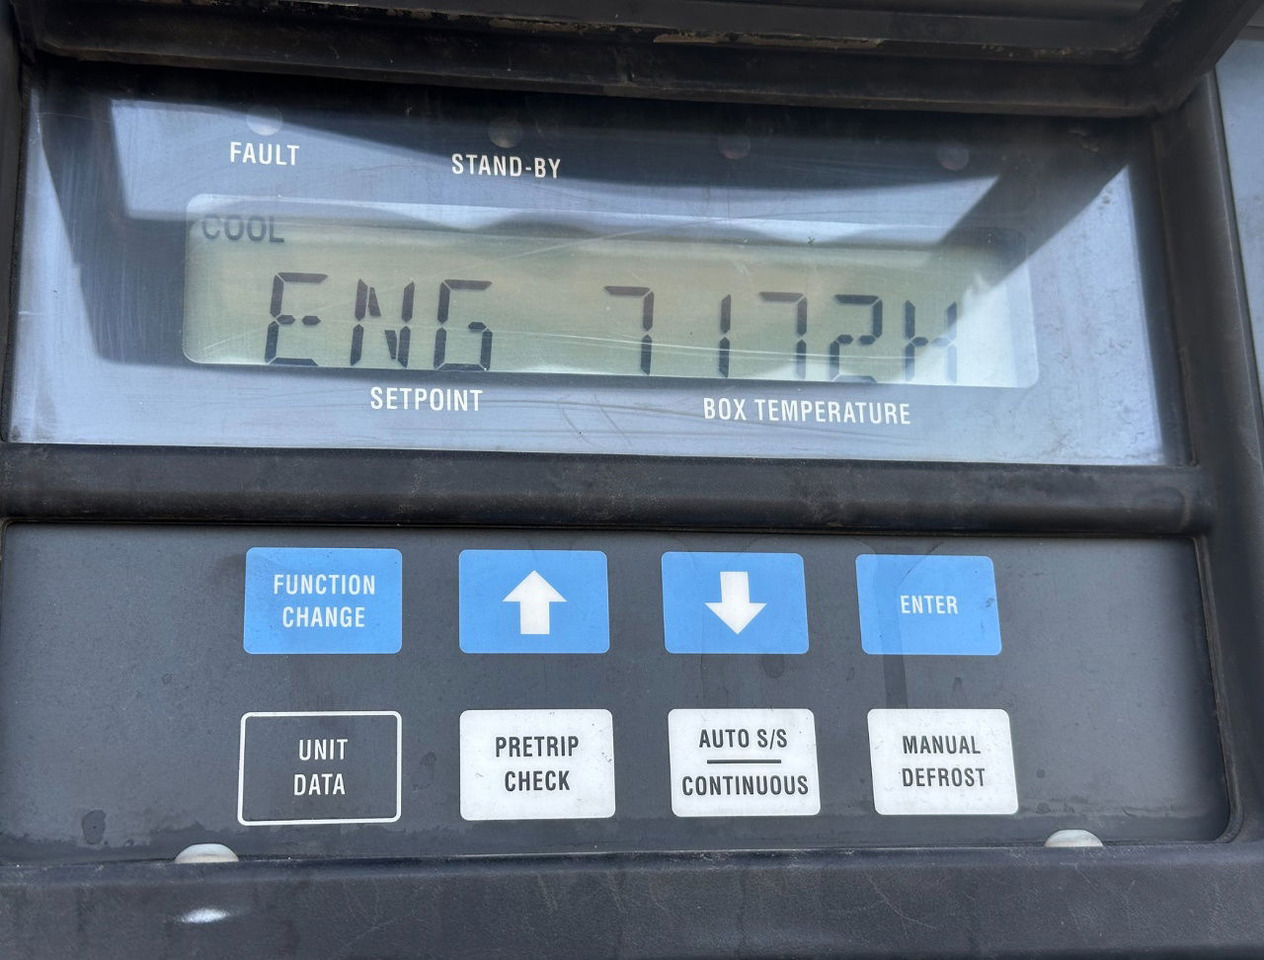 FAULT
STAND-BY
COOL
ENG 7172H
SETPOINT
BOX TEMPERATURE
FUNCTION
CHANGE
ENTER
UNIT
DATA
PRETRIP
CHECK
AUTO S/S
CONTINUOUS
MANUAL
DEFROST